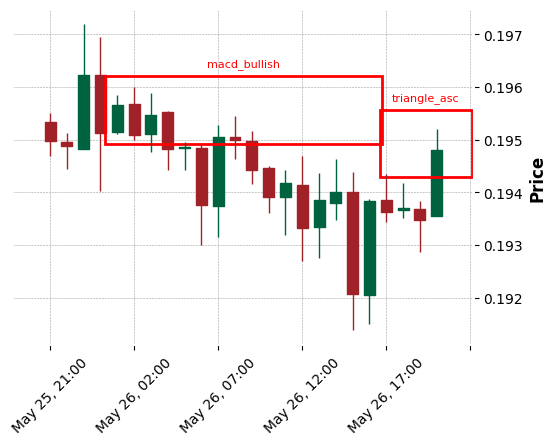 macd_bullish
triangle_asc
0.197
0.196
0.195
0.194
0.193
0.192
Price
May 25, 21:00
May 26, 02:00
May 26, 07:00
May 26, 12:00
May 26, 17:00